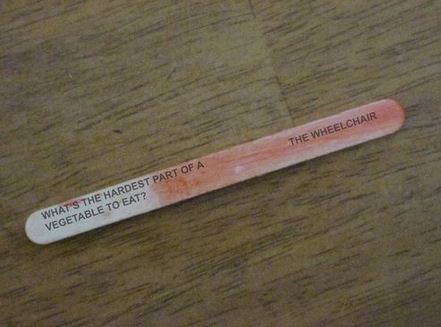 WHAT'S THE HARDEST PART OF A
VEGETABLE TO EAT?
THE WHEELCHAIR